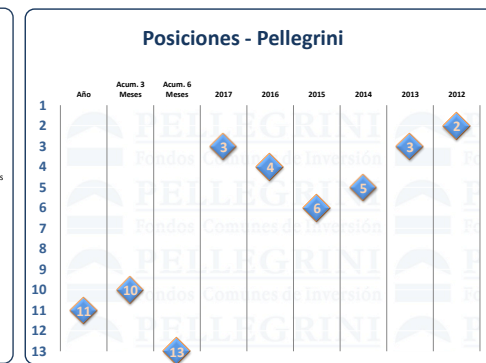 Posiciones - Pellegrini
Año Acum. 3 Meses Acum. 6 Meses 2017 2016 2015 2014 2013 2012
1
2
3
4
5
6
7
8
9
10
11
12
13
11
10
13
3
4
6
5
3
2
PELLEGRINI
Fondos Comunes de Inversión
PELLEGRINI
Fondos Comunes de Inversión
PELLEGRINI
Fondos Comunes de Inversión
PELLEGRINI
s